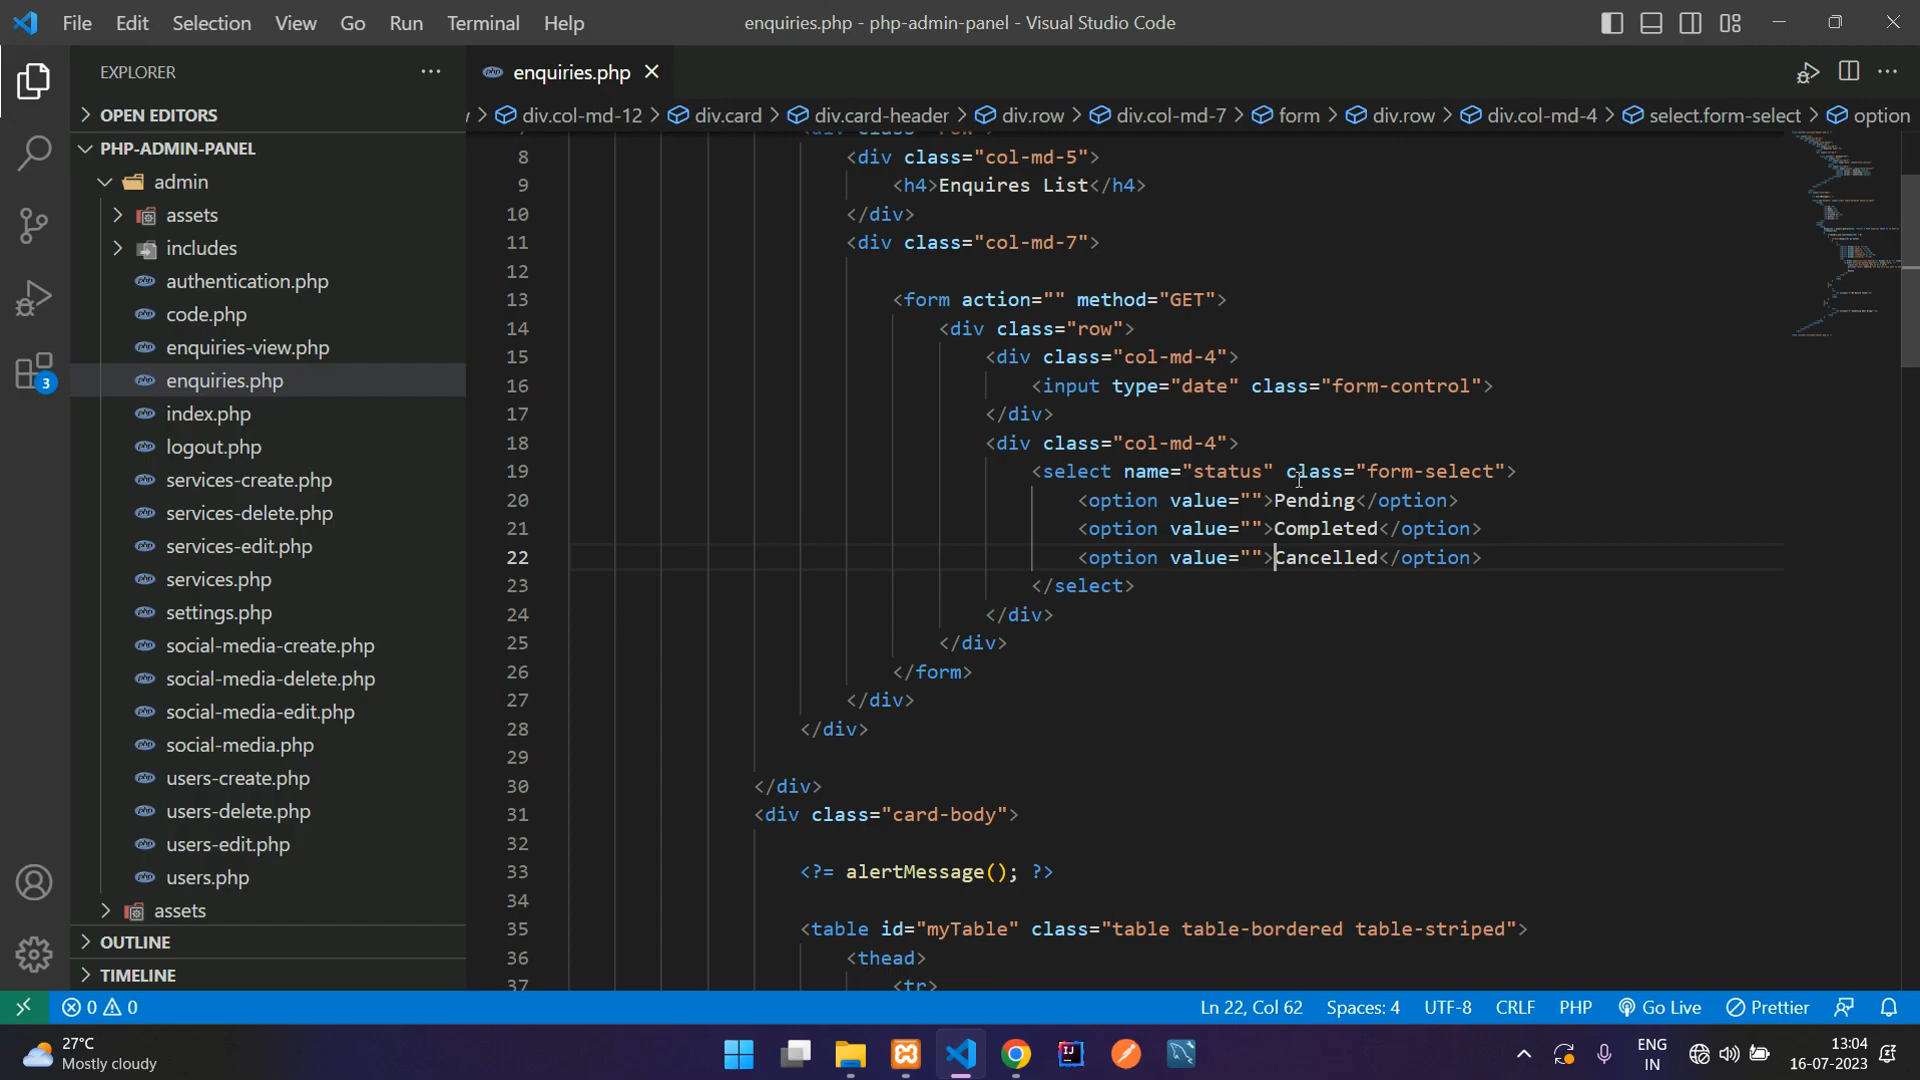 File Edit Selection View Go Run Terminal Help
enquiries.php - php-admin-panel - Visual Studio Code
EXPLORER
OPEN EDITORS
PHP-ADMIN-PANEL
admin
assets
includes
authentication.php
code.php
enquiries-view.php
enquiries.php
index.php
logout.php
services-create.php
services-delete.php
services-edit.php
services.php
settings.php
social-media-create.php
social-media-delete.php
social-media-edit.php
social-media.php
users-create.php
users-delete.php
users-edit.php
users.php
assets
OUTLINE
TIMELINE
3
enquiries.php
div.col-md-12 > div.card > div.card-header > div.row > div.col-md-7 > form > div.row > div.col-md-4 > select.form-select > option
8 <div class="col-md-5">
9 <h4>Enquires List</h4>
10 </div>
11 <div class="col-md-7">
12
13 <form action="" method="GET">
14 <div class="row">
15 <div class="col-md-4">
16 <input type="date" class="form-control">
17 </div>
18 <div class="col-md-4">
19 <select name="status" class="form-select">
20 <option value="">Pending</option>
21 <option value="">Completed</option>
22 <option value="">Cancelled</option>
23 </select>
24 </div>
25 </div>
26 </form>
27 </div>
28 </div>
29
30 </div>
31 <div class="card-body">
32
33 <?= alertMessage(); ?>
34
35 <table id="myTable" class="table table-bordered table-striped">
36 <thead>
37 <tr>
0 0
Ln 22, Col 62 Spaces: 4 UTF-8 CRLF PHP Go Live Prettier
27°C
Mostly cloudy
ENG
IN
13:04
16-07-2023